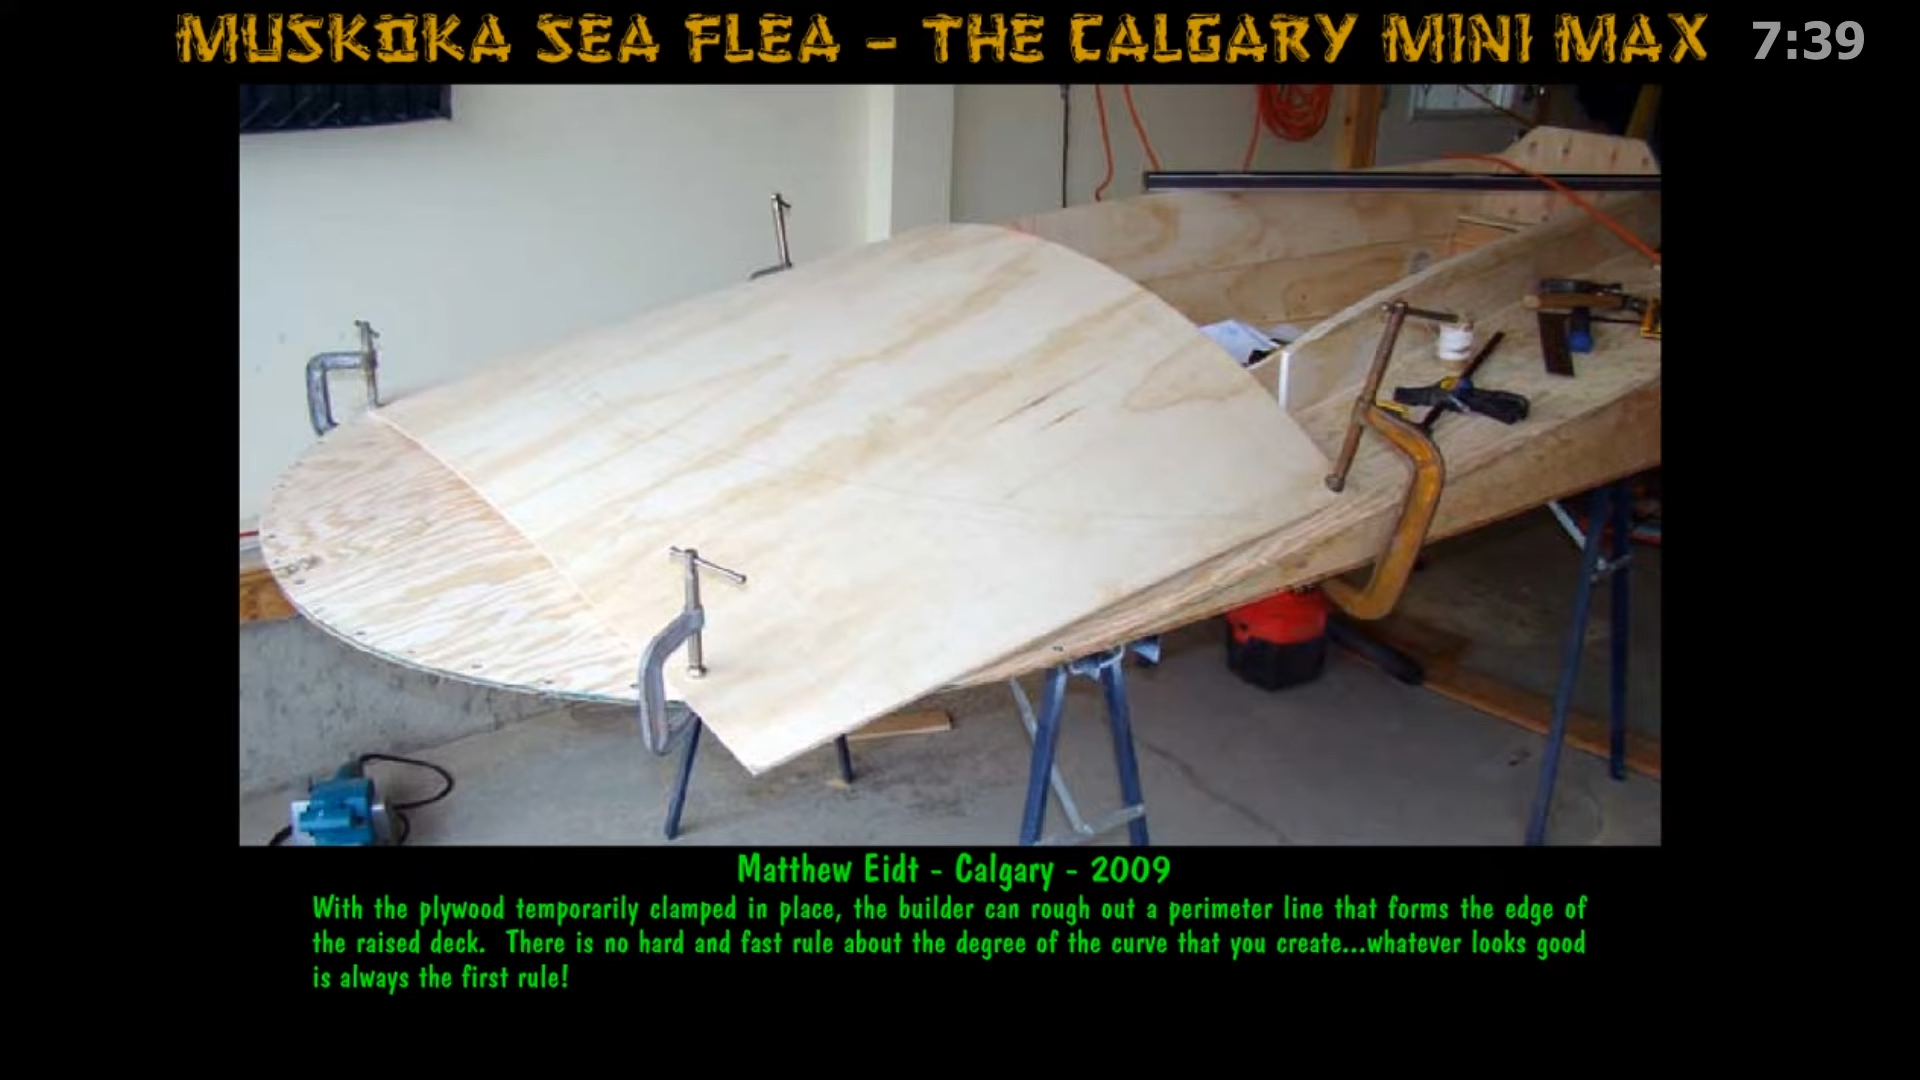 MUSKOKA SEA FLEA - THE CALGARY MINI MAX
7:39
Matthew Eidt - Calgary - 2009
With the plywood temporarily clamped in place, the builder can rough out a perimeter line that forms the edge of
the raised deck.  There is no hard and fast rule about the degree of the curve that you create...whatever looks good
is always the first rule!